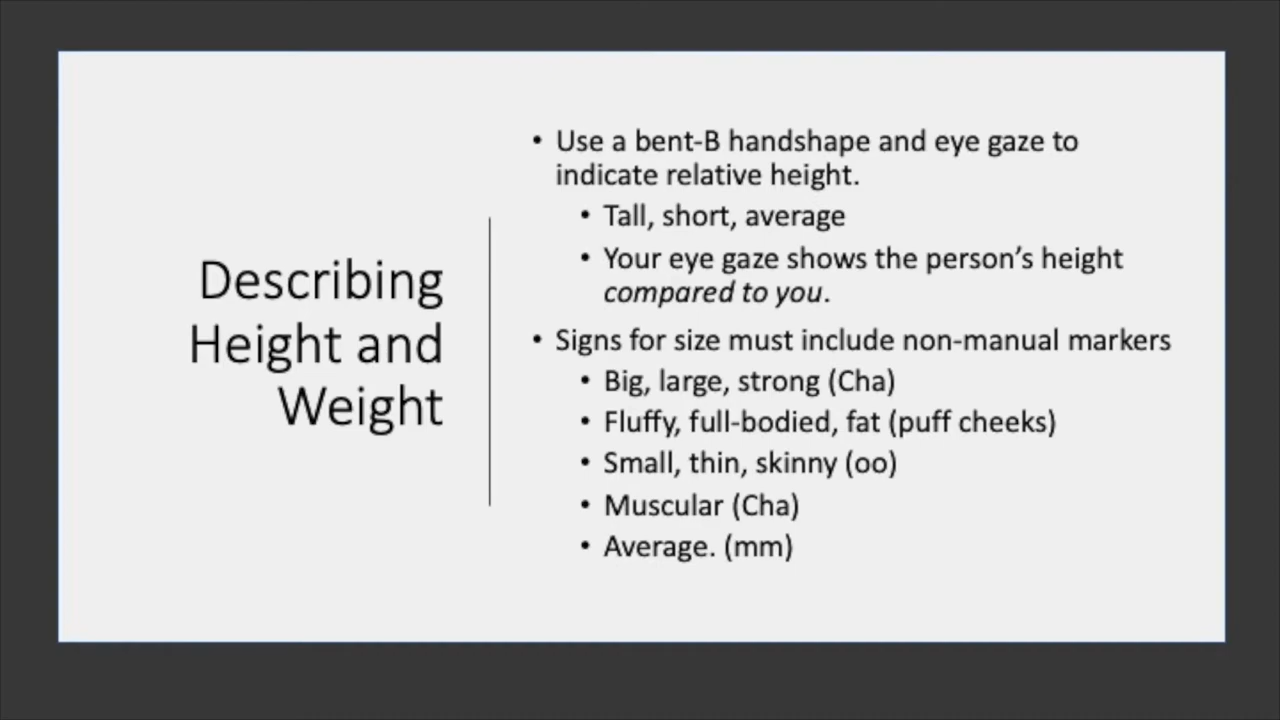 Describing
Height and
Weight
• Use a bent-B handshape and eye gaze to
indicate relative height.
• Tall, short, average
• Your eye gaze shows the person’s height
compared to you.
• Signs for size must include non-manual markers
• Big, large, strong (Cha)
• Fluffy, full-bodied, fat (puff cheeks)
• Small, thin, skinny (oo)
• Muscular (Cha)
• Average. (mm)